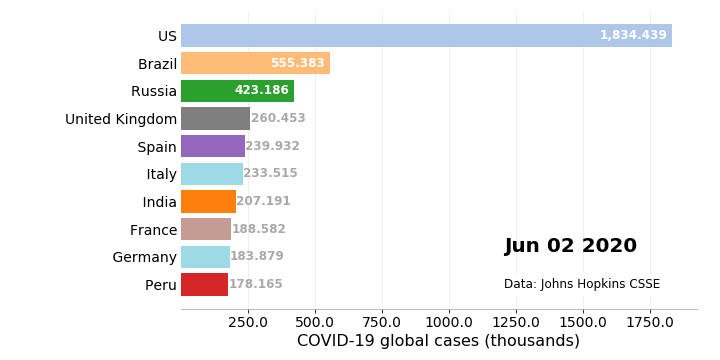 US 1,834.439
Brazil 555.383
Russia 423.186
United Kingdom 260.453
Spain 239.932
Italy 233.515
India 207.191
France 188.582
Germany 183.879
Peru 178.165
Jun 02 2020
Data: Johns Hopkins CSSE
250.0 500.0 750.0 1000.0 1250.0 1500.0 1750.0
COVID-19 global cases (thousands)